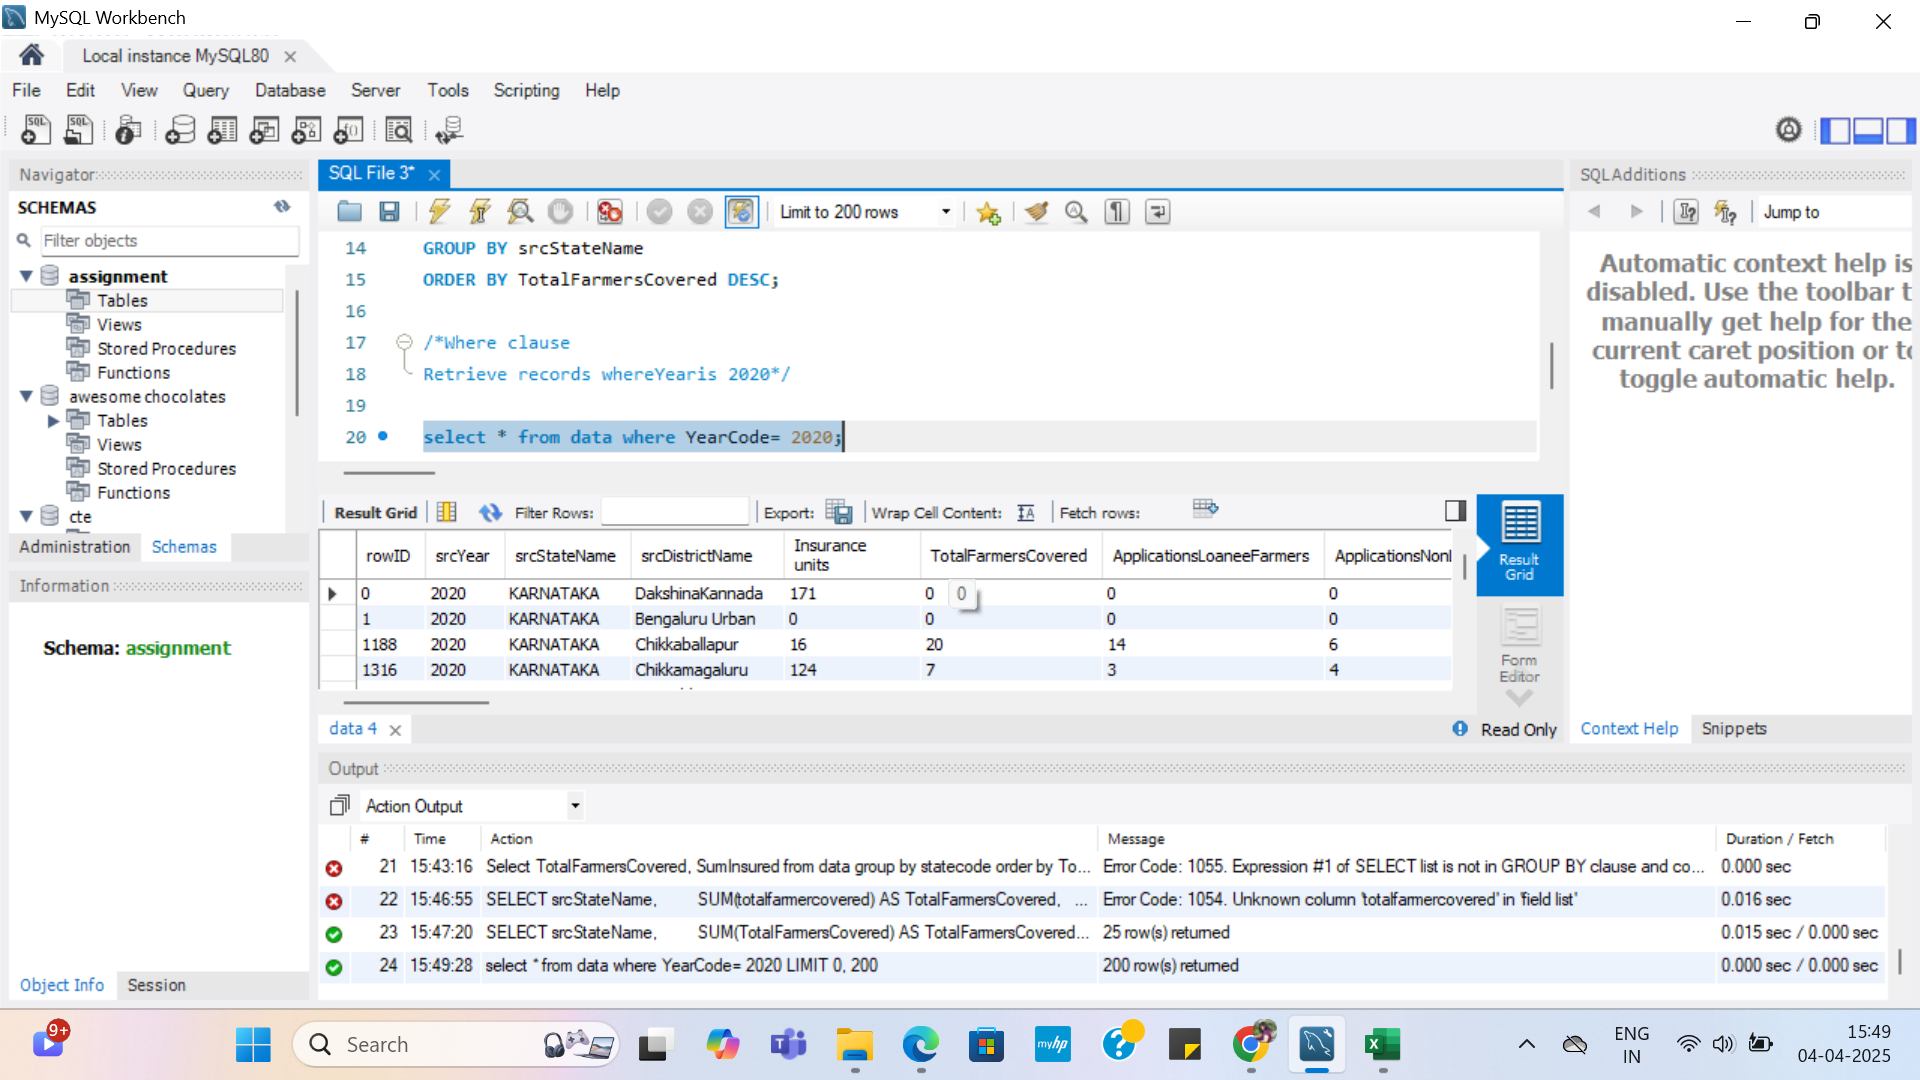 MySQL Workbench
Local instance MySQL80
File Edit View Query Database Server Tools Scripting Help
Navigator
SCHEMAS
Filter objects
assignment
Tables
Views
Stored Procedures
Functions
awesome chocolates
Tables
Views
Stored Procedures
Functions
cte
Administration Schemas
Information
Schema: assignment
Object Info Session
SQL File 3*
Limit to 200 rows
14 GROUP BY srcStateName
15 ORDER BY TotalFarmersCovered DESC;
16
17 /*Where clause
18 Retrieve records whereYearis 2020*/
19
20 select * from data where YearCode= 2020;
Result Grid Filter Rows: Export: Wrap Cell Content: Fetch rows:
rowID srcYear srcStateName srcDistrictName Insurance units TotalFarmersCovered ApplicationsLoaneeFarmers ApplicationsNonl
0 2020 KARNATAKA DakshinaKannada 171 0 0 0
0
1 2020 KARNATAKA Bengaluru Urban 0 0 0 0
1188 2020 KARNATAKA Chikkaballapur 16 20 14 6
1316 2020 KARNATAKA Chikkamagaluru 124 7 3 4
Result Grid
Form Editor
data 4
Read Only
SQLAdditions
Jump to
Automatic context help is
disabled. Use the toolbar t
manually get help for the
current caret position or to
toggle automatic help.
Context Help Snippets
Output
Action Output
# Time Action Message Duration / Fetch
21 15:43:16 Select TotalFarmersCovered, SumInsured from data group by statecode order by To... Error Code: 1055. Expression #1 of SELECT list is not in GROUP BY clause and co... 0.000 sec
22 15:46:55 SELECT srcStateName, SUM(totalfarmercovered) AS TotalFarmersCovered, ... Error Code: 1054. Unknown column 'totalfarmercovered' in 'field list' 0.016 sec
23 15:47:20 SELECT srcStateName, SUM(TotalFarmersCovered) AS TotalFarmersCovered... 25 row(s) returned 0.015 sec / 0.000 sec
24 15:49:28 select * from data where YearCode= 2020 LIMIT 0, 200 200 row(s) returned 0.000 sec / 0.000 sec
9+
Search
myhp
ENG
IN
15:49
04-04-2025